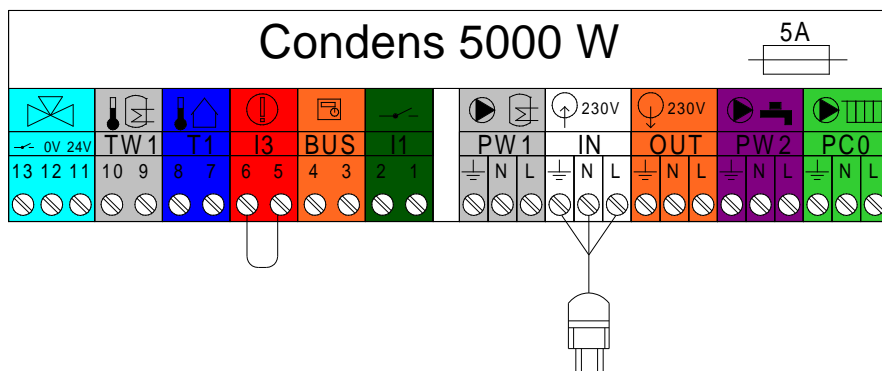 Condens 5000 W
5A
230V 230V
0V 24V TW1 T1 I3 BUS I1 PW1 IN OUT PW2 PC0
13 12 11 10 9 8 7 6 5 4 3 2 1 N L N L N L N L N L